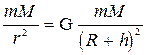 mM/r² = G mM/(R + h)²